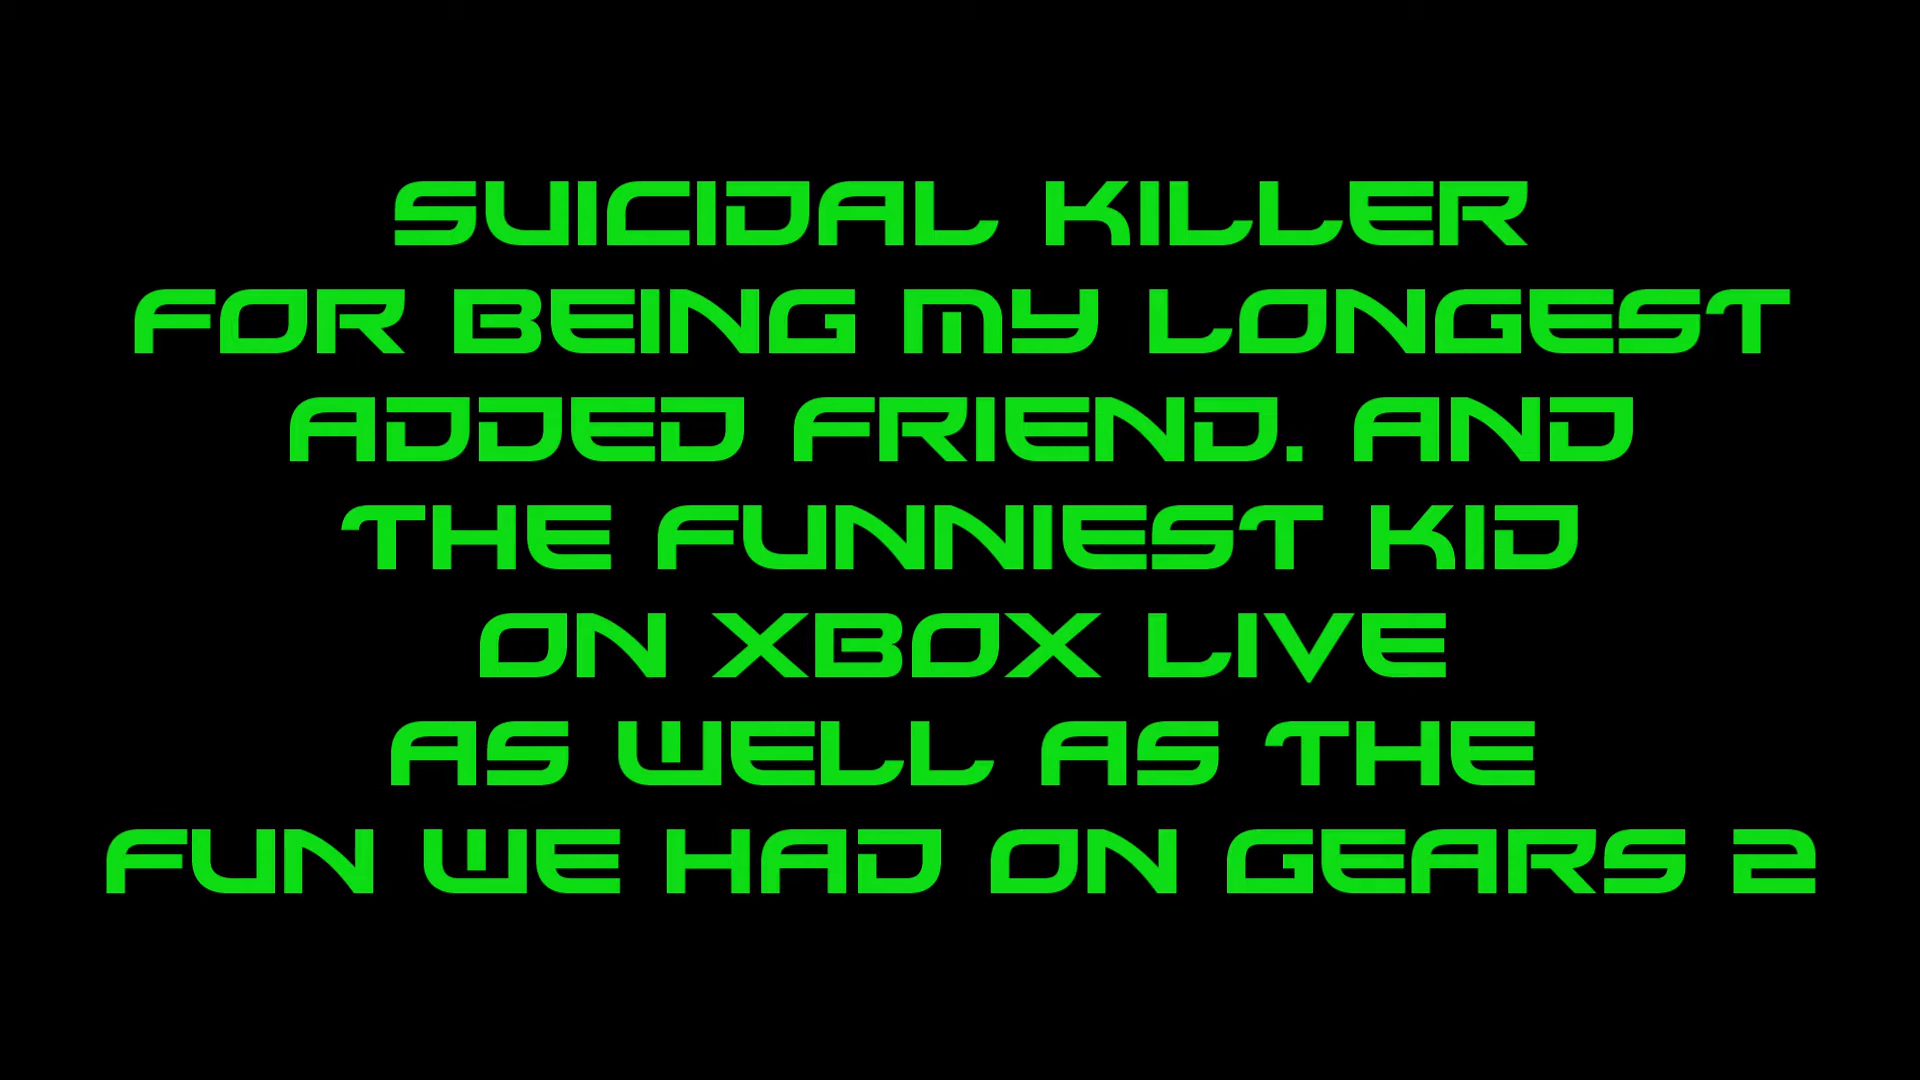 SUICIDAL KILLER
FOR BEING MY LONGEST
ADDED FRIEND. AND
THE FUNNIEST KID
ON XBOX LIVE
AS WELL AS THE
FUN WE HAD ON GEARS 2